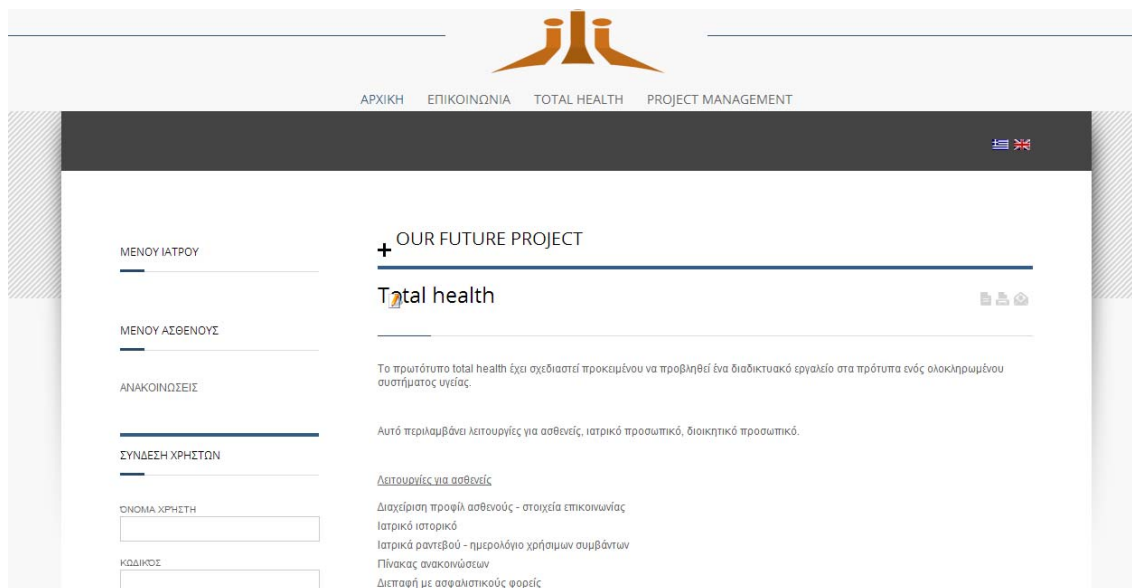 ΑΡΧΙΚΗ ΕΠΙΚΟΙΝΩΝΙΑ TOTAL HEALTH PROJECT MANAGEMENT
ΜΕΝΟΥ ΙΑΤΡΟΥ
ΜΕΝΟΥ ΑΣΘΕΝΟΥΣ
ΑΝΑΚΟΙΝΩΣΕΙΣ
ΣΥΝΔΕΣΗ ΧΡΗΣΤΩΝ
ΌΝΟΜΑ ΧΡΉΣΤΗ
ΚΩΔΙΚΌΣ
OUR FUTURE PROJECT
Total health
Το πρωτότυπο total health έχει σχεδιαστεί προκειμένου να προβληθεί ένα διαδικτυακό εργαλείο στα πρότυπα ενός ολοκληρωμένου
συστήματος υγείας.
Αυτό περιλαμβάνει λειτουργίες για ασθενείς, ιατρικό προσωπικό, διοικητικό προσωπικό.
Λειτουργίες για ασθενείς
Διαχείριση προφίλ ασθενούς - στοιχεία επικοινωνίας
Ιατρικό ιστορικό
Ιατρικά ραντεβού - ημερολόγιο χρήσιμων συμβάντων
Πίνακας ανακοινώσεων
Διεπαφή με ασφαλιστικούς φορείς